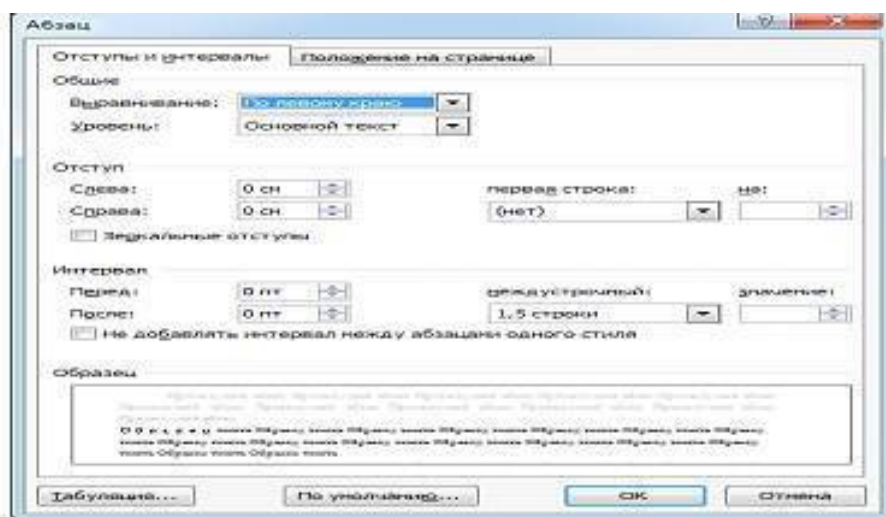 Абзац
Отступы и интервалы Положение на странице
Общие
Выравнивание: По левому краю
Уровень: Основной текст
Отступ
Слева: 0 см первая строка: на:
Справа: 0 см (нет)
Зеркальные отступы
Интервал
Перед: 0 пт междустрочный: значение:
После: 0 пт 1,5 строки
Не добавлять интервал между абзацами одного стиля
Образец
Табуляция... По умолчанию... ОК Отмена